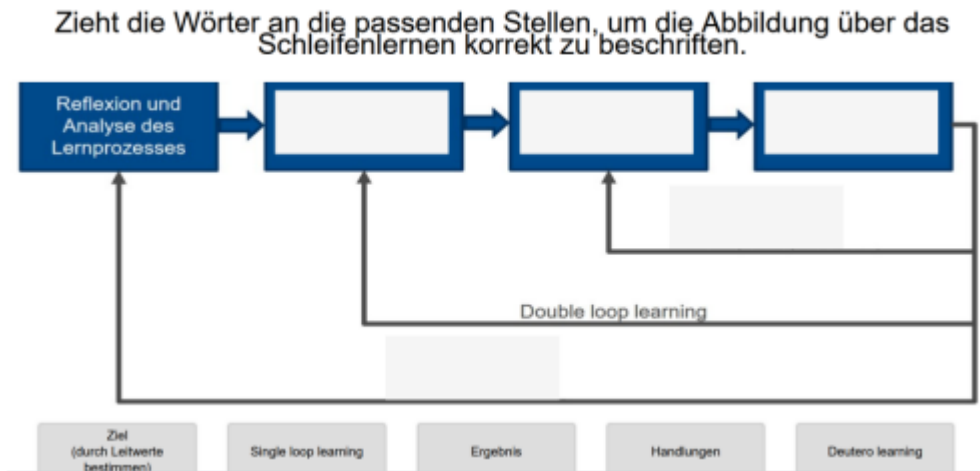 Zieht die Wörter an die passenden Stellen, um die Abbildung über das
Schleifenlernen korrekt zu beschriften.
Reflexion und
Analyse des
Lernprozesses
Double loop learning
Ziel
(durch Leitwerte
bestimmen)
Single loop learning
Ergebnis
Handlungen
Deutero learning